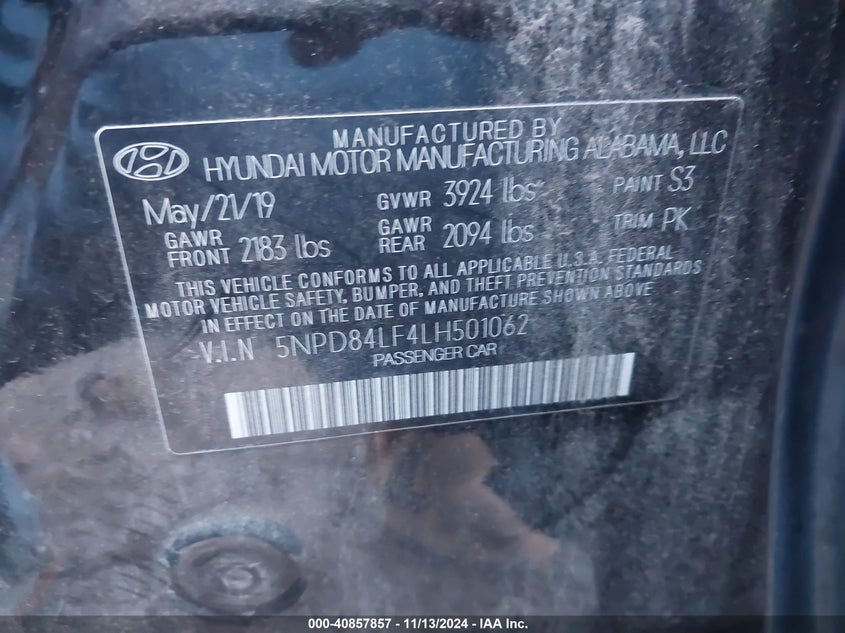 MANUFACTURED BY
HYUNDAI MOTOR MANUFACTURING ALABAMA, LLC
May/21/19 GVWR 3924 lbs PAINT S3
GAWR FRONT 2183 lbs GAWR REAR 2094 lbs TRIM PK
THIS VEHICLE CONFORMS TO ALL APPLICABLE U.S.A. FEDERAL
MOTOR VEHICLE SAFETY, BUMPER, AND THEFT PREVENTION STANDARDS
IN EFFECT ON THE DATE OF MANUFACTURE SHOWN ABOVE
V.I.N 5NPD84LF4LH501062
PASSENGER CAR
000-40857857 - 11/13/2024 - IAA Inc.